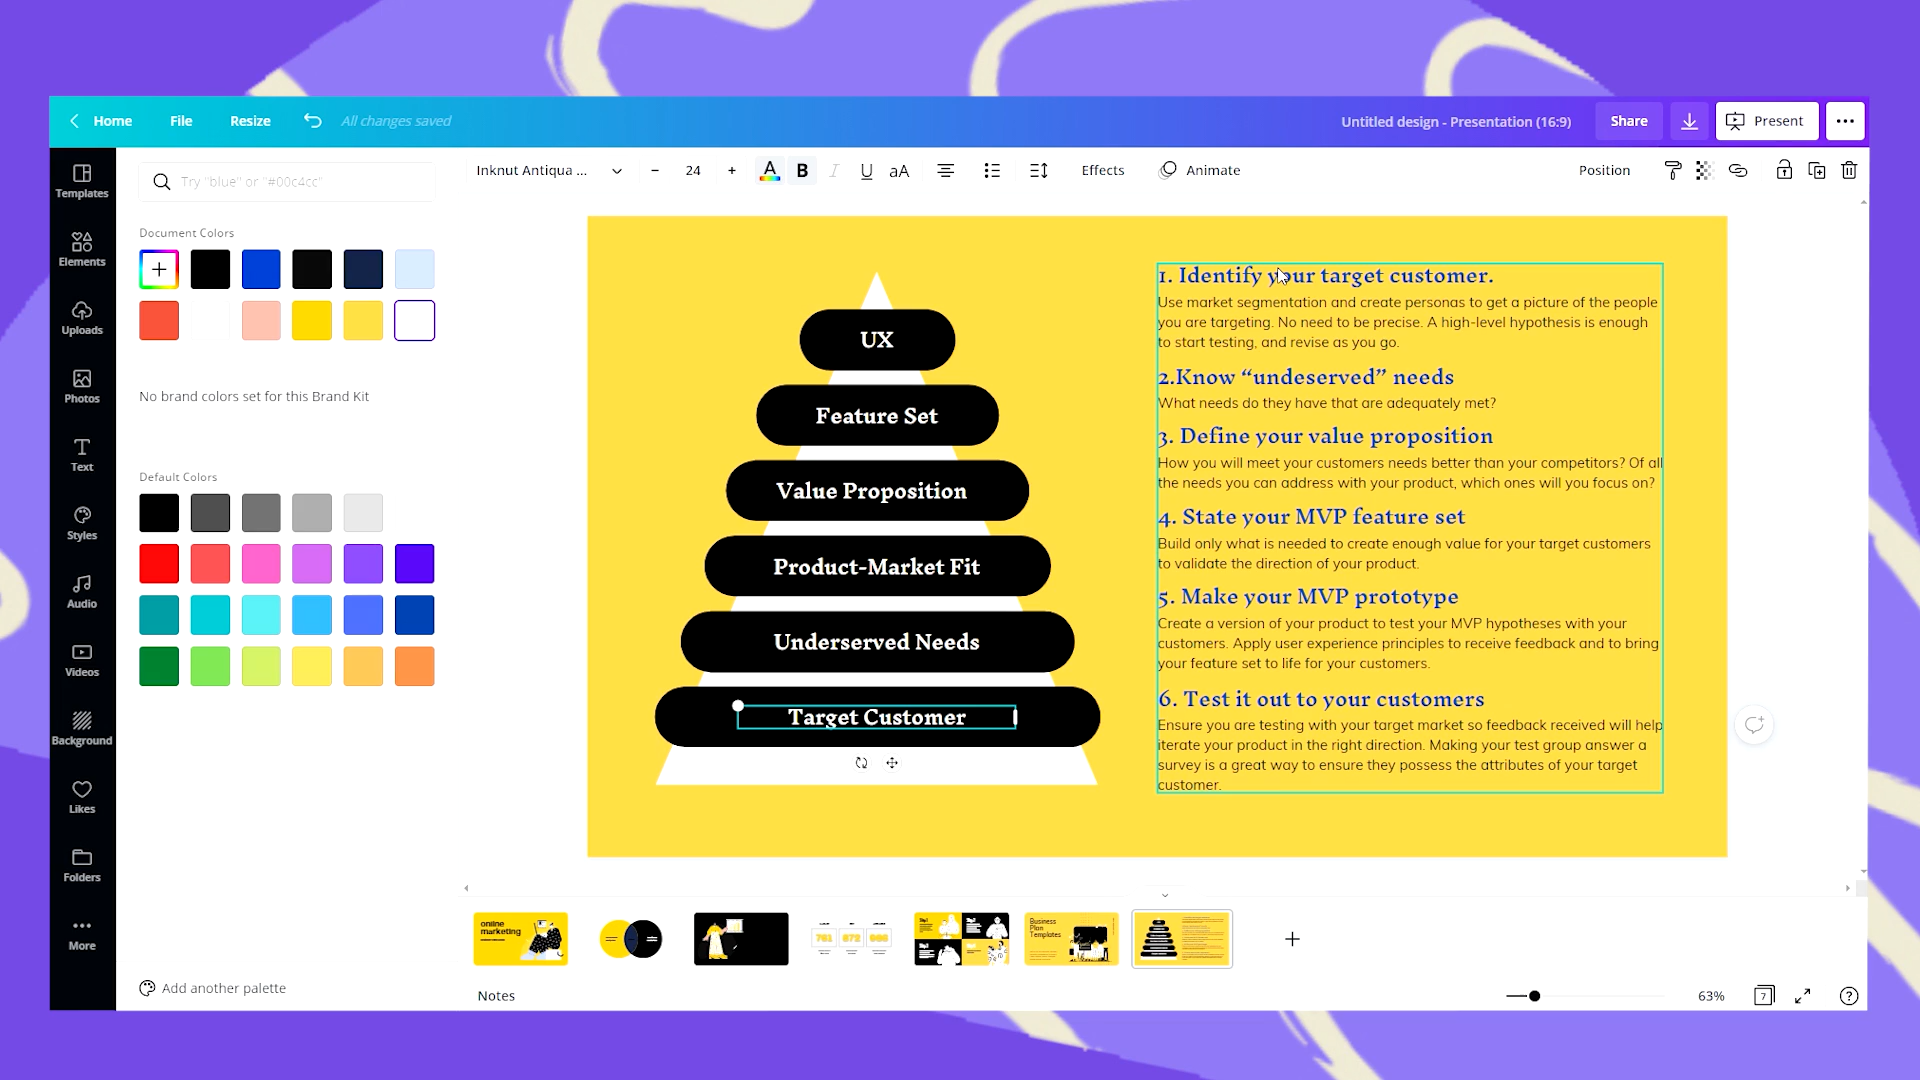 Home
File
Resize
All changes saved
Untitled design - Presentation (16:9)
Share
Present
Templates
Elements
Uploads
Photos
Text
Styles
Audio
Videos
Background
Likes
Folders
More
Try "blue" or "#00c4cc"
Document Colors
No brand colors set for this Brand Kit
Default Colors
Add another palette
Inknut Antiqua ...
24
A
B
I
U
aA
Effects
Animate
Position
UX
Feature Set
Value Proposition
Product-Market Fit
Underserved Needs
Target Customer
1. Identify your target customer.
Use market segmentation and create personas to get a picture of the people
you are targeting. No need to be precise. A high-level hypothesis is enough
to start testing, and revise as you go.
2.Know “undeserved” needs
What needs do they have that are adequately met?
3. Define your value proposition
How you will meet your customers needs better than your competitors? Of all
the needs you can address with your product, which ones will you focus on?
4. State your MVP feature set
Build only what is needed to create enough value for your target customers
to validate the direction of your product.
5. Make your MVP prototype
Create a version of your product to test your MVP hypotheses with your
customers. Apply user experience principles to receive feedback and to bring
your feature set to life for your customers.
6. Test it out to your customers
Ensure you are testing with your target market so feedback received will help
iterate your product in the right direction. Making your test group answer a
survey is a great way to ensure they possess the attributes of your target
customer.
online
marketing
Business
Plan
Templates
Notes
63%
7